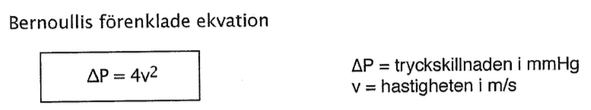 Bernoullis förenklade ekvation
ΔP = 4v²
ΔP = tryckskillnaden i mmHg
v = hastigheten i m/s